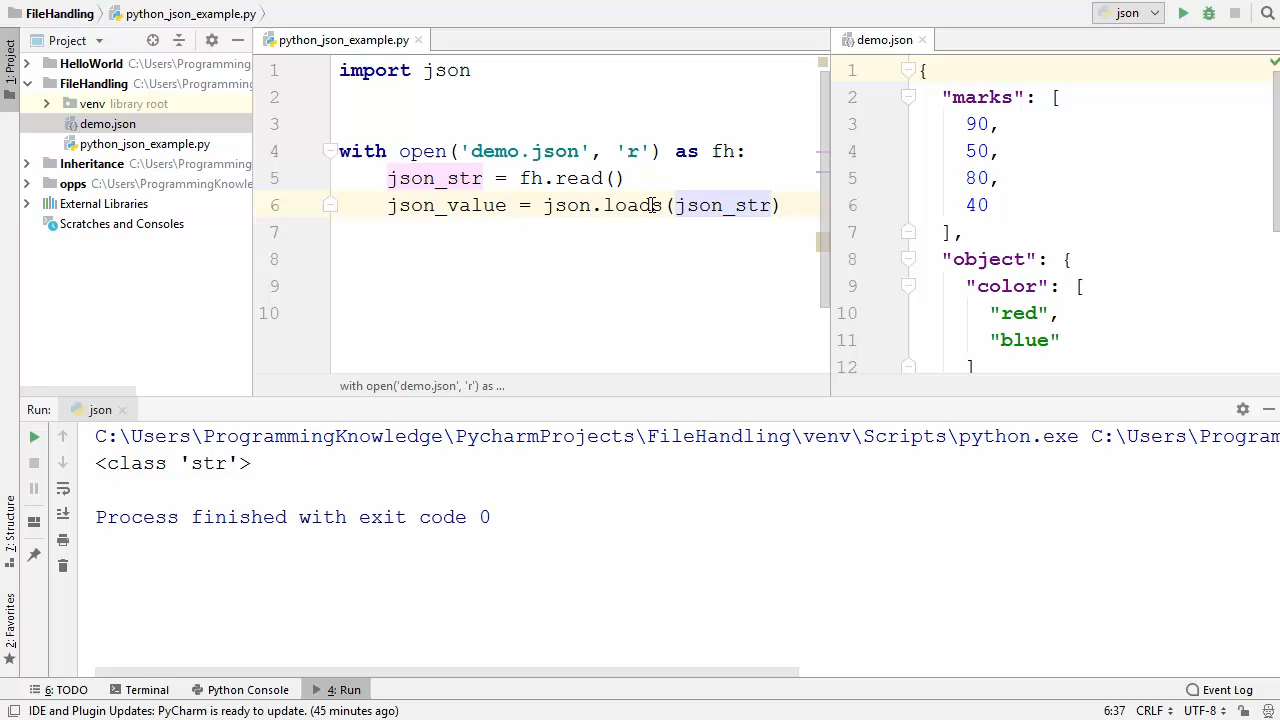 FileHandling python_json_example.py json
Project
python_json_example.py
demo.json
1: Project
HelloWorld C:\Users\Programming
FileHandling C:\Users\Programming
venv library root
demo.json
python_json_example.py
Inheritance C:\Users\Programming
opps C:\Users\ProgrammingKnowle
External Libraries
Scratches and Consoles
1 import json
2
3
4 with open('demo.json', 'r') as fh:
5 json_str = fh.read()
6 json_value = json.loads(json_str)
7
8
9
10
with open('demo.json', 'r') as ...
1 {
2 "marks": [
3 90,
4 50,
5 80,
6 40
7 ],
8 "object": {
9 "color": [
10 "red",
11 "blue"
12 ]
Run: json
C:\Users\ProgrammingKnowledge\PycharmProjects\FileHandling\venv\Scripts\python.exe C:\Users\Program
<class 'str'>
Process finished with exit code 0
7: Structure
2: Favorites
6: TODO Terminal Python Console 4: Run Event Log
IDE and Plugin Updates: PyCharm is ready to update. (45 minutes ago) 6:37 CRLF UTF-8